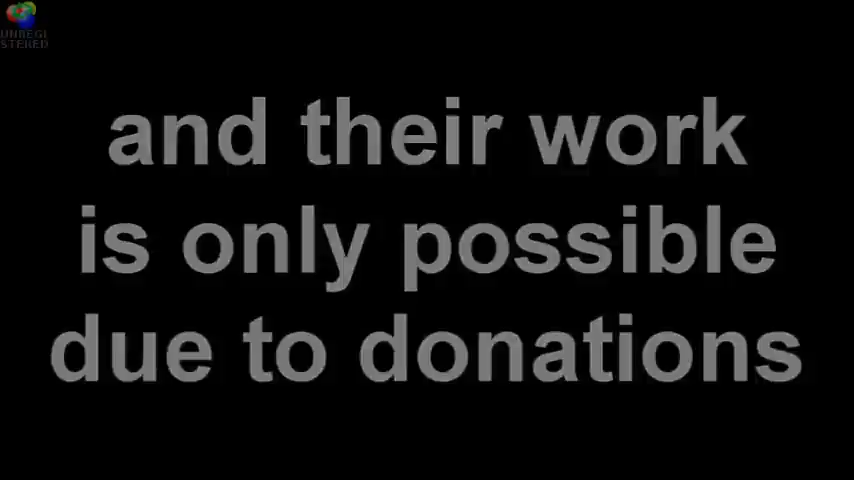 UNREGI
STERED
and their work
is only possible
due to donations